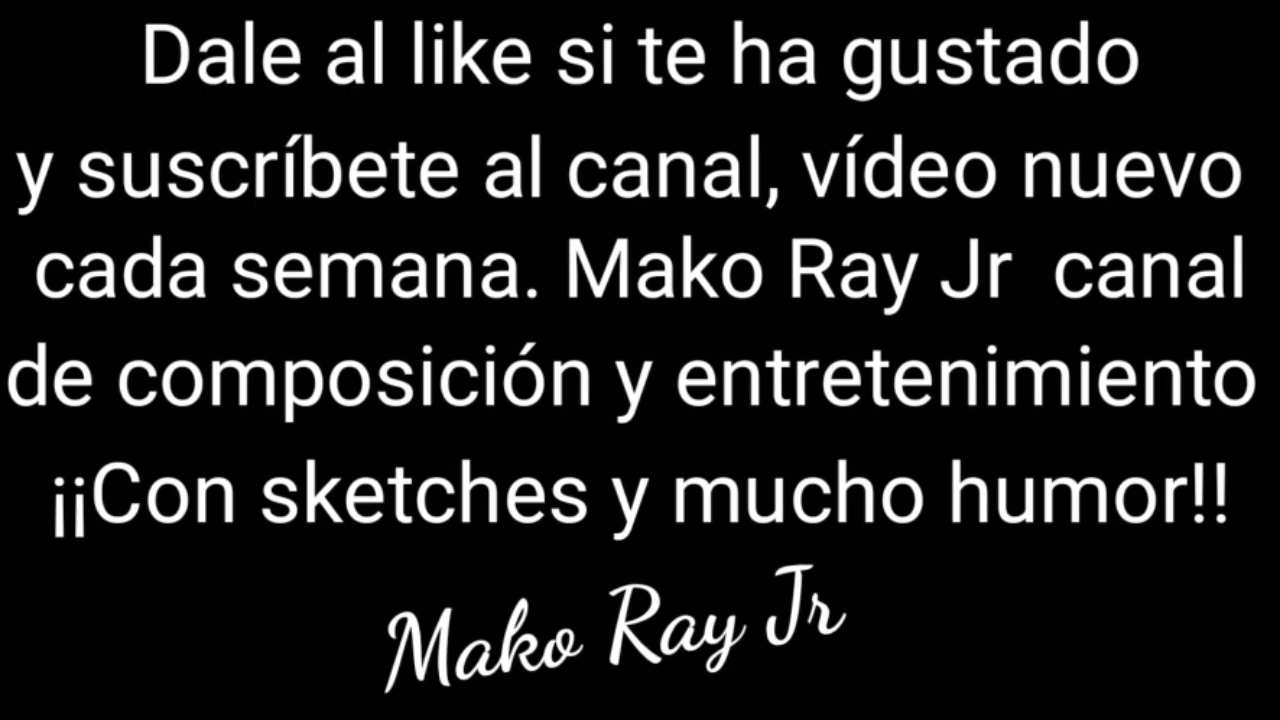 Dale al like si te ha gustado
y suscríbete al canal, vídeo nuevo
cada semana. Mako Ray Jr canal
de composición y entretenimiento
¡¡Con sketches y mucho humor!!
Mako Ray Jr